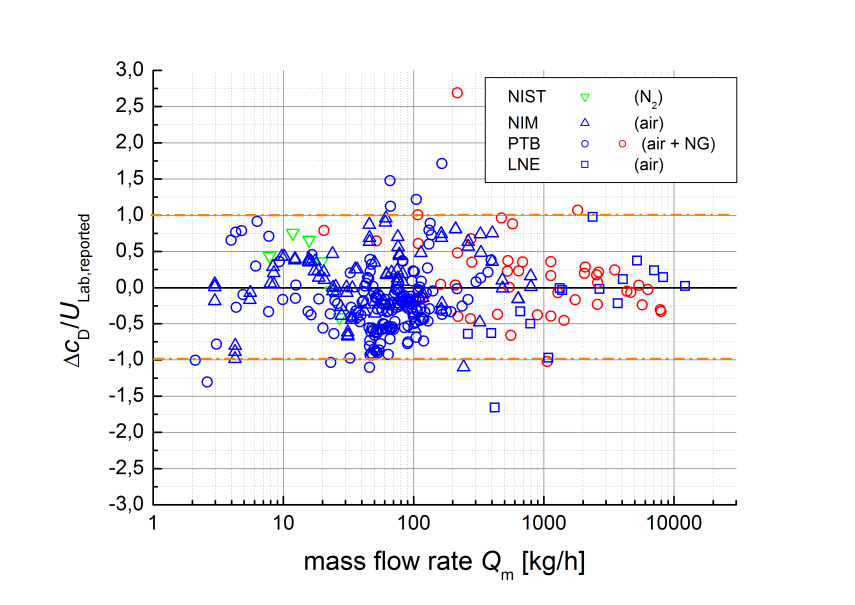 3,0
2,5
2,0
1,5
1,0
0,5
0,0
-0,5
-1,0
-1,5
-2,0
-2,5
-3,0
ΔcD/ULab,reported
NIST (N2)
NIM (air)
PTB (air + NG)
LNE (air)
1 10 100 1000 10000
mass flow rate Qm [kg/h]